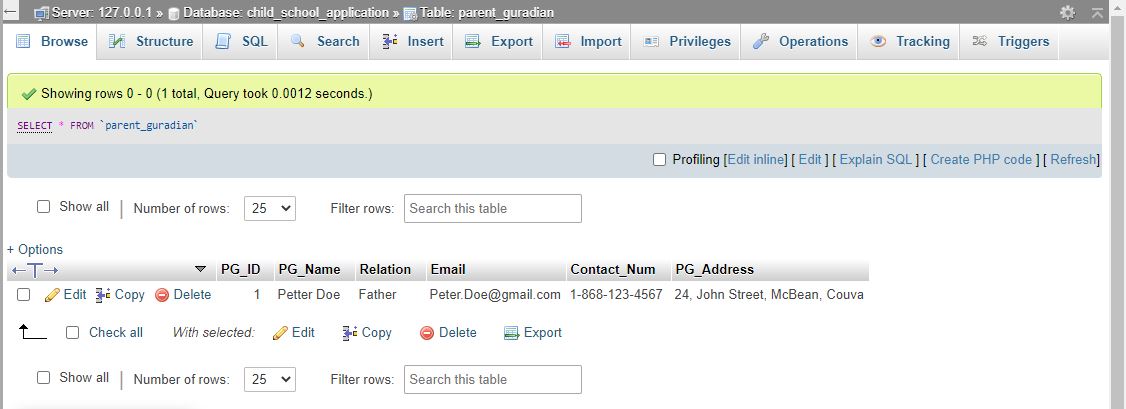 Server: 127.0.0.1 » Database: child_school_application » Table: parent_guradian
Browse Structure SQL Search Insert Export Import Privileges Operations Tracking Triggers
Showing rows 0 - 0 (1 total, Query took 0.0012 seconds.)
SELECT * FROM `parent_guradian`
Profiling [Edit inline] [ Edit ] [ Explain SQL ] [ Create PHP code ] [ Refresh]
Show all | Number of rows: 25 Filter rows: Search this table
+ Options
←T→ PG_ID PG_Name Relation Email Contact_Num PG_Address
Edit Copy Delete 1 Petter Doe Father Peter.Doe@gmail.com 1-868-123-4567 24, John Street, McBean, Couva
Check all With selected: Edit Copy Delete Export
Show all | Number of rows: 25 Filter rows: Search this table